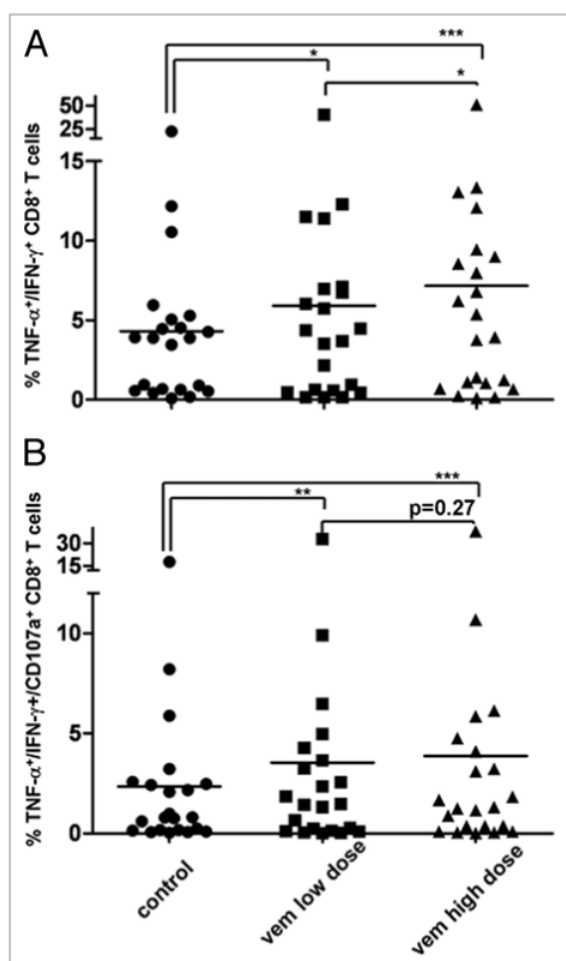 A
***
*
*
50
25
15
10
5
0
% TNF-α⁺/IFN-γ⁺ CD8⁺ T cells
B
***
**
p=0.27
30
15
10
5
0
% TNF-α⁺/IFN-γ+/CD107a⁺ CD8⁺ T cells
control
vem low dose
vem high dose